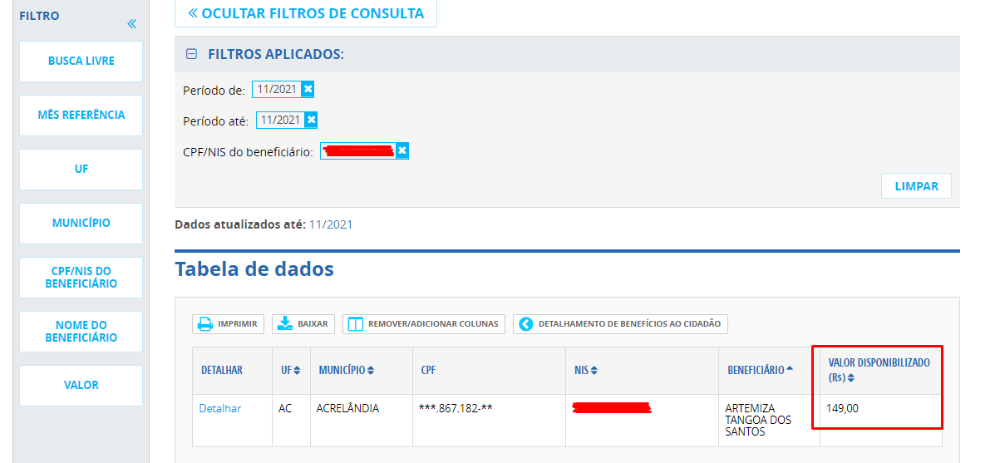 FILTRO
«
BUSCA LIVRE
MÊS REFERÊNCIA
UF
MUNICÍPIO
CPF/NIS DO
BENEFICIÁRIO
NOME DO
BENEFICIÁRIO
VALOR
« OCULTAR FILTROS DE CONSULTA
FILTROS APLICADOS:
Período de: 11/2021
Período até: 11/2021
CPF/NIS do beneficiário:
LIMPAR
Dados atualizados até: 11/2021
Tabela de dados
IMPRIMIR BAIXAR REMOVER/ADICIONAR COLUNAS DETALHAMENTO DE BENEFÍCIOS AO CIDADÃO
DETALHAR UF MUNICÍPIO CPF NIS BENEFICIÁRIO VALOR DISPONIBILIZADO
(R$)
Detalhar AC ACRELÂNDIA ***.867.182-** ARTEMIZA 149,00
TANGOA DOS
SANTOS